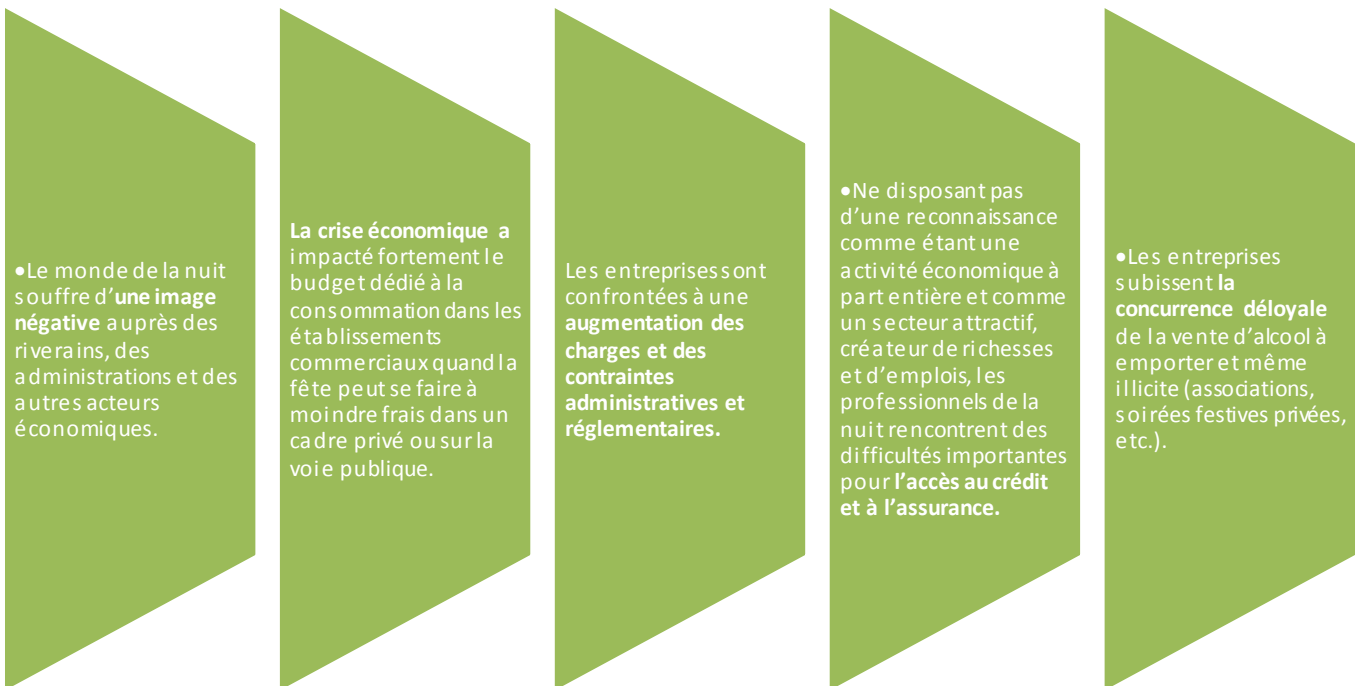 •Le monde de la nuit
souffre d’une image
négative auprès des
riverains, des
administrations et des
autres acteurs
économiques.
La crise économique a
impacté fortement le
budget dédié à la
consommation dans les
établissements
commerciaux quand la
fête peut se faire à
moindre frais dans un
cadre privé ou sur la
voie publique.
Les entreprises sont
confrontées à une
augmentation des
charges et des
contraintes
administratives et
réglementaires.
•Ne disposant pas
d’une reconnaissance
comme étant une
activité économique à
part entière et comme
un secteur attractif,
créateur de richesses
et d’emplois, les
professionnels de la
nuit rencontrent des
difficultés importantes
pour l’accès au crédit
et à l’assurance.
•Les entreprises
subissent la
concurrence déloyale
de la vente d’alcool à
emporter et même
illicite (associations,
soirées festives privées,
etc.).